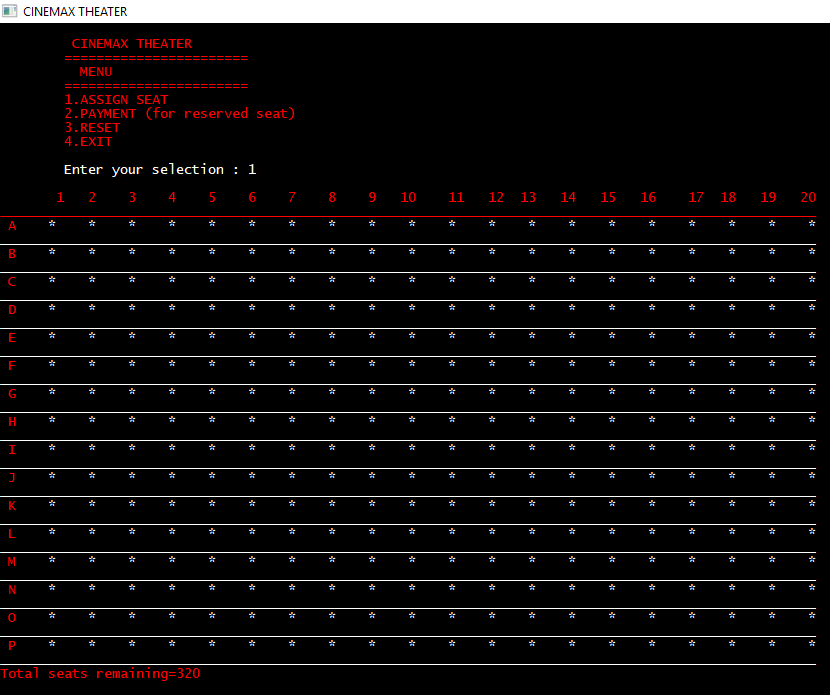 CINEMAX THEATER
CINEMAX THEATER
=======================
MENU
=======================
1.ASSIGN SEAT
2.PAYMENT (for reserved seat)
3.RESET
4.EXIT
Enter your selection : 1
1 2 3 4 5 6 7 8 9 10 11 12 13 14 15 16 17 18 19 20
A * * * * * * * * * * * * * * * * * * * *
B * * * * * * * * * * * * * * * * * * * *
C * * * * * * * * * * * * * * * * * * * *
D * * * * * * * * * * * * * * * * * * * *
E * * * * * * * * * * * * * * * * * * * *
F * * * * * * * * * * * * * * * * * * * *
G * * * * * * * * * * * * * * * * * * * *
H * * * * * * * * * * * * * * * * * * * *
I * * * * * * * * * * * * * * * * * * * *
J * * * * * * * * * * * * * * * * * * * *
K * * * * * * * * * * * * * * * * * * * *
L * * * * * * * * * * * * * * * * * * * *
M * * * * * * * * * * * * * * * * * * * *
N * * * * * * * * * * * * * * * * * * * *
O * * * * * * * * * * * * * * * * * * * *
P * * * * * * * * * * * * * * * * * * * *
Total seats remaining=320